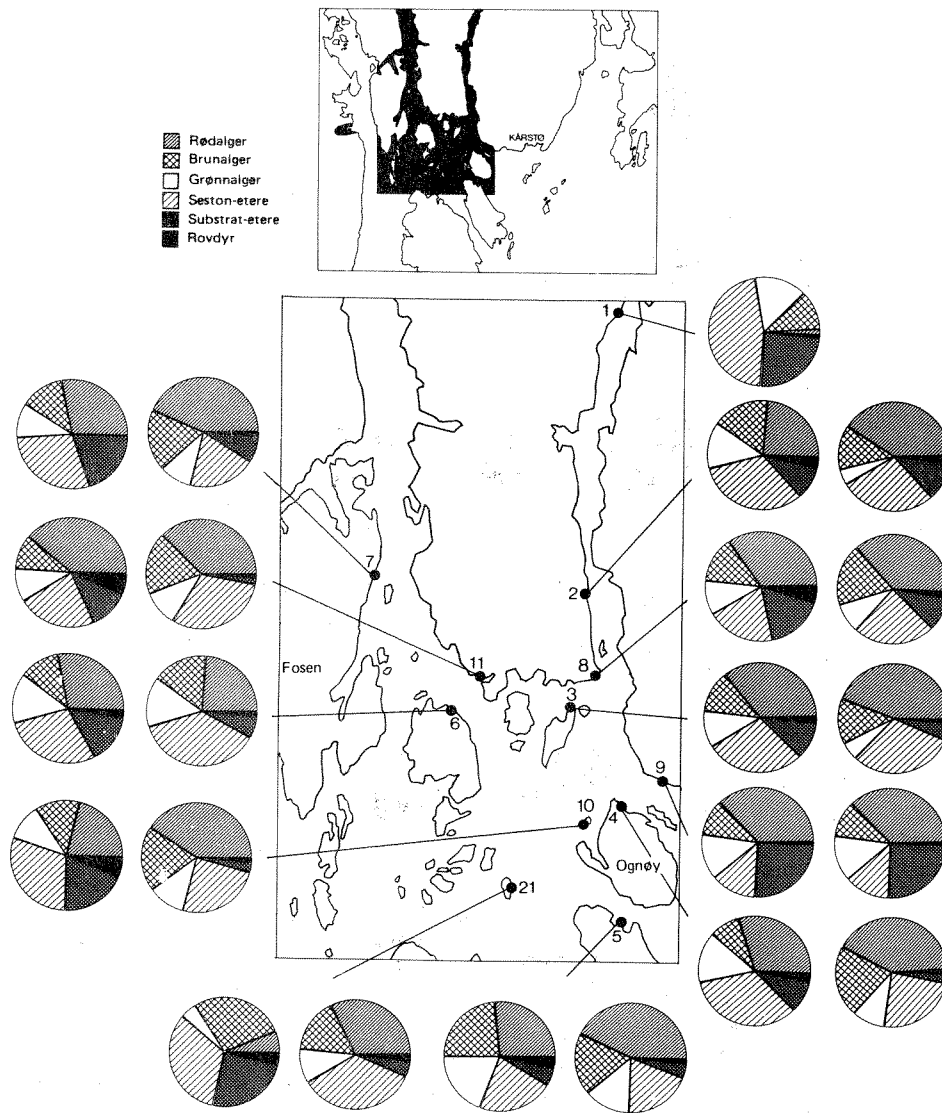 KÅRSTØ
Rødalger
Brunalger
Grønnalger
Seston-etere
Substrat-etere
Rovdyr
1
7
2
Fosen
11
8
6
3
9
10
4
Ognøy
21
5